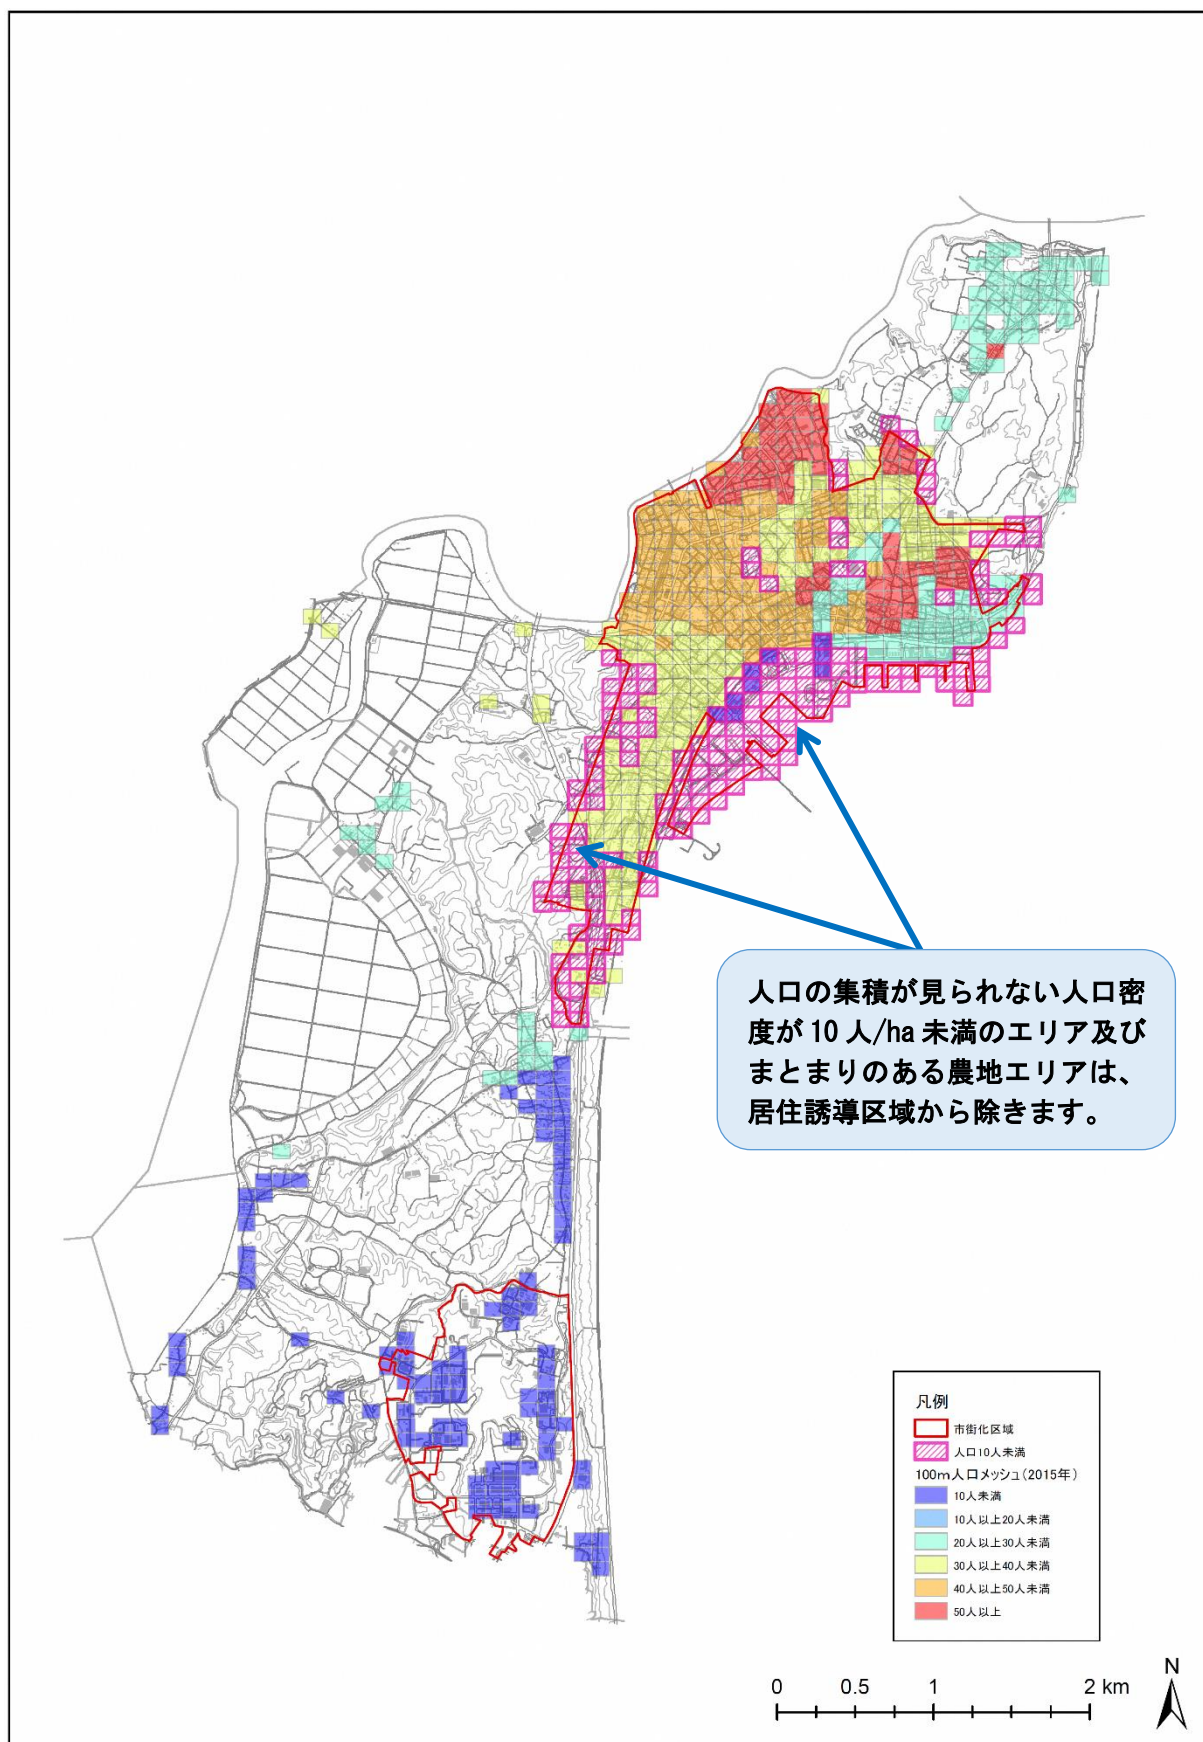 人口の集積が見られない人口密
度が10人/ha未満のエリア及び
まとまりのある農地エリアは、
居住誘導区域から除きます。
凡例
市街化区域
人口10人未満
100m人口メッシュ(2015年)
10人未満
10人以上20人未満
20人以上30人未満
30人以上40人未満
40人以上50人未満
50人以上
0 0.5 1 2 km
N